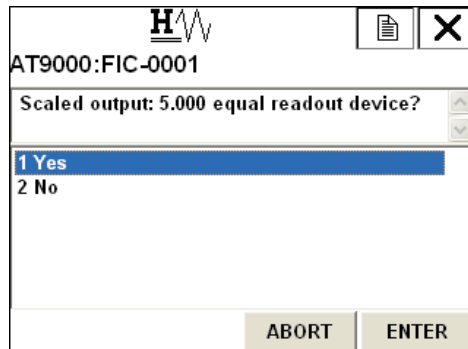 H
AT9000:FIC-0001
Scaled output: 5.000 equal readout device?
1 Yes
2 No
ABORT ENTER